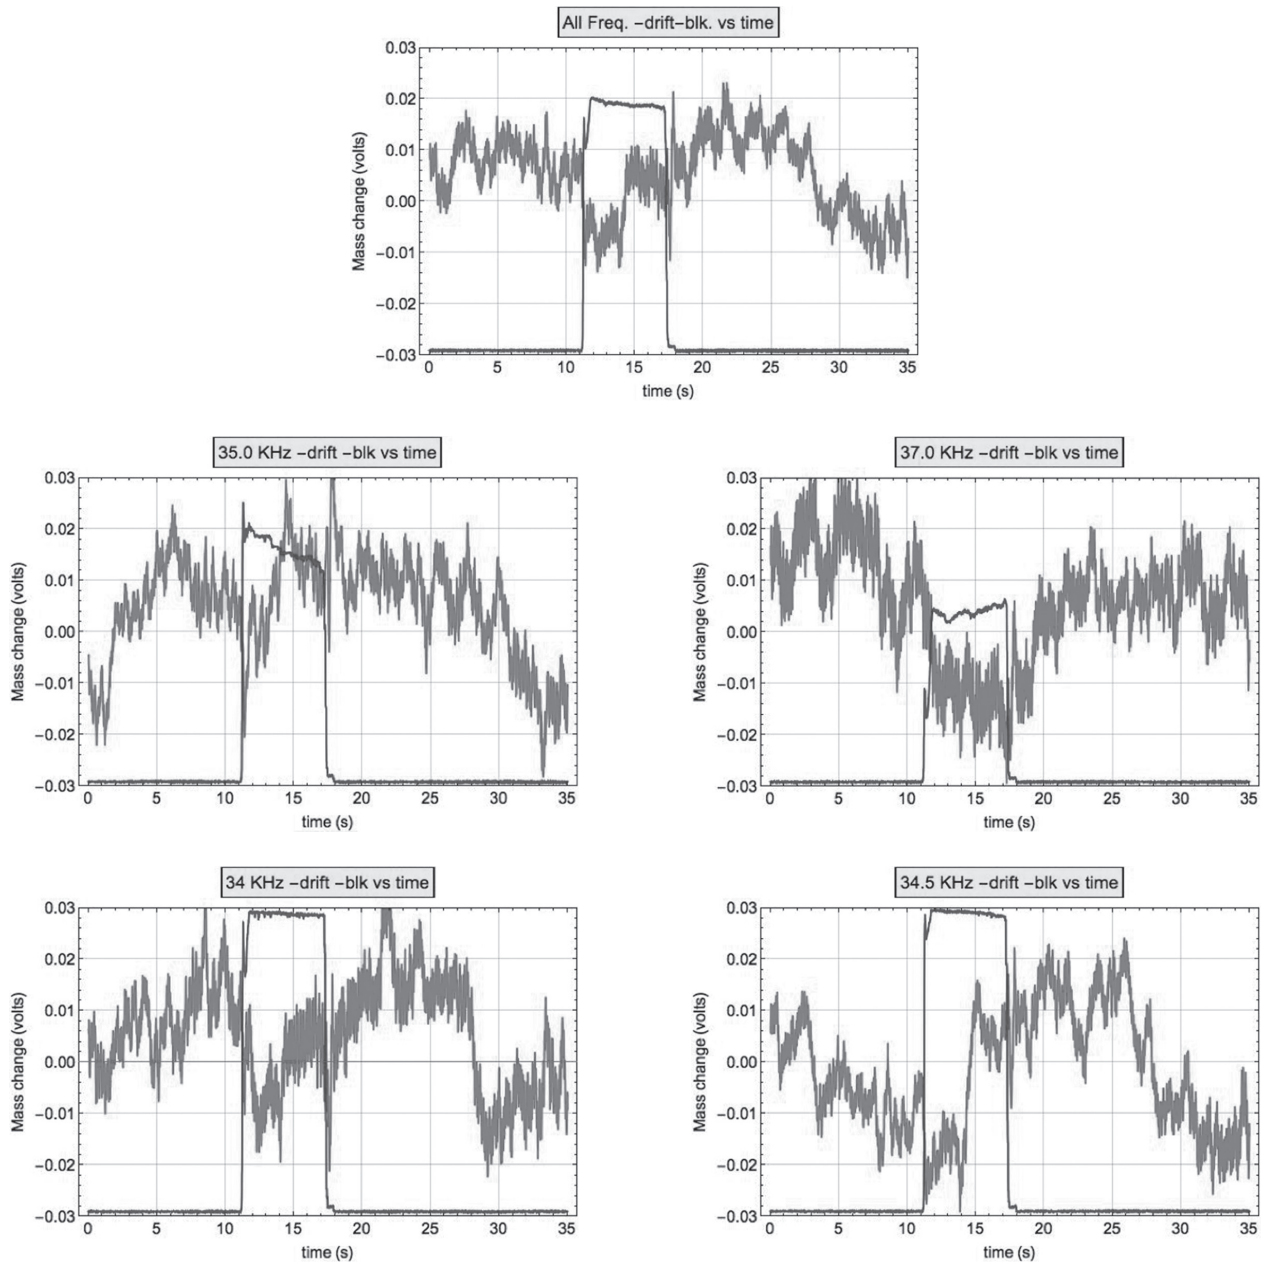 All Freq. −drift−blk. vs time
0.03
0.02
0.01
0.00
−0.01
−0.02
−0.03
Mass change (volts)
0 5 10 15 20 25 30 35
time (s)
35.0 KHz −drift −blk vs time
0.03
0.02
0.01
0.00
−0.01
−0.02
−0.03
Mass change (volts)
0 5 10 15 20 25 30 35
time (s)
37.0 KHz −drift −blk vs time
0.03
0.02
0.01
0.00
−0.01
−0.02
−0.03
Mass change (volts)
0 5 10 15 20 25 30 35
time (s)
34 KHz −drift −blk vs time
0.03
0.02
0.01
0.00
−0.01
−0.02
−0.03
Mass change (volts)
0 5 10 15 20 25 30 35
time (s)
34.5 KHz −drift −blk vs time
0.03
0.02
0.01
0.00
−0.01
−0.02
−0.03
Mass change (volts)
0 5 10 15 20 25 30 35
time (s)